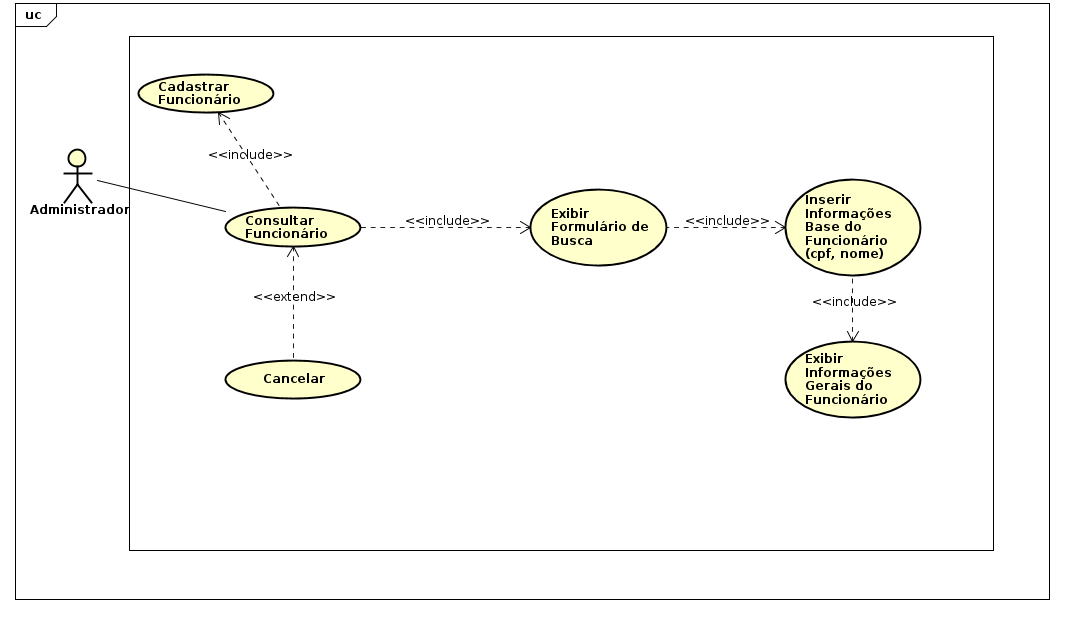 uc
Cadastrar
Funcionário
<<include>>
Administrador
Consultar
Funcionário
<<include>>
Exibir
Formulário de
Busca
<<include>>
Inserir
Informações
Base do
Funcionário
(cpf, nome)
<<extend>>
<<include>>
Cancelar
Exibir
Informações
Gerais do
Funcionário